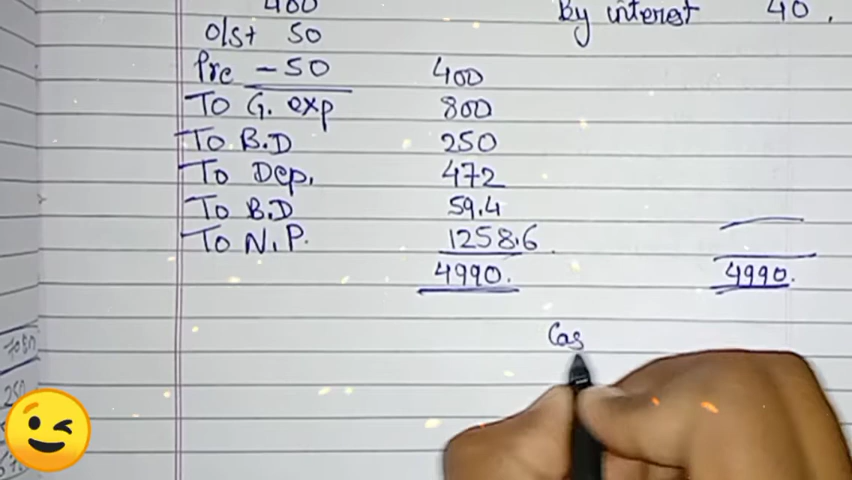 400
By interest 40.
O/s+ 50
Pre - 50 400
To G. exp 800
To B.D 250
To Dep. 472
To B.D 59.4
To N.P. 1258.6
4990. 4990.
Cas
250